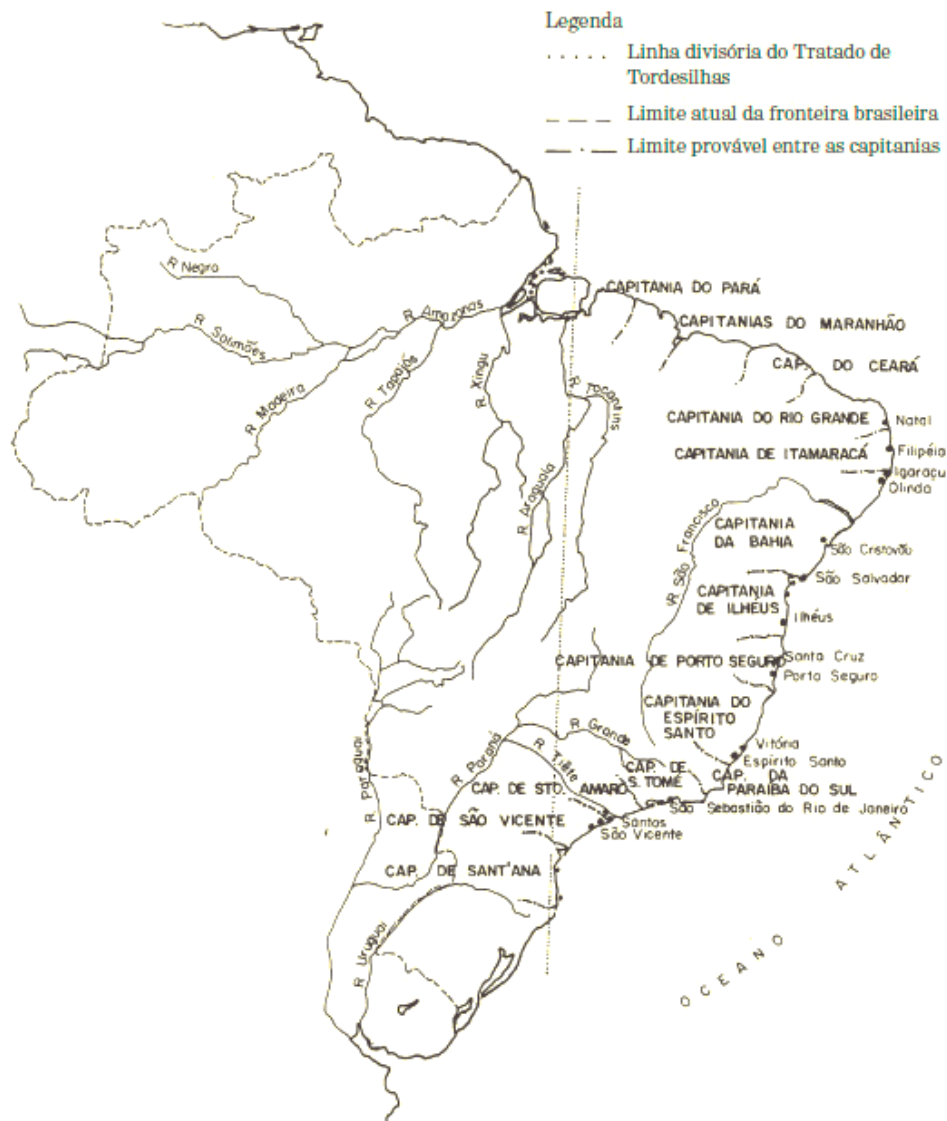 Legenda
Linha divisória do Tratado de
Tordesilhas
Limite atual da fronteira brasileira
Limite provável entre as capitanias
R Negro
R. Solimões
R. Amazonas
R. Madeira
R. Tapajós
R. Xingu
R Tocantins
R Araguaia
CAPITANIA DO PARÁ
CAPITANIAS DO MARANHÃO
CAP. DO CEARÁ
CAPITANIA DO RIO GRANDE
Natal
CAPITANIA DE ITAMARACÁ
Filipéia
Igaraçu
Olinda
R São Francisco
CAPITANIA
DA BAHIA
São Cristovão
São Salvador
CAPITANIA
DE ILHÉUS
Ilhéus
CAPITANIA DE PORTO SEGURO
Santa Cruz
Porto Seguro
CAPITANIA DO
ESPÍRITO
SANTO
Vitória
Espírito Santo
R. Grande
R. Paraná
R. Tiête
CAP. DE
S. TOMÉ
CAP. DA
PARAÍBA DO SUL
CAP. DE STO. AMARO
São Sebastião do Rio de Janeiro
R. Paraguai
CAP. DE SÃO VICENTE
Santos
São Vicente
CAP. DE SANT'ANA
R Uruguai
OCEANO ATLÂNTICO